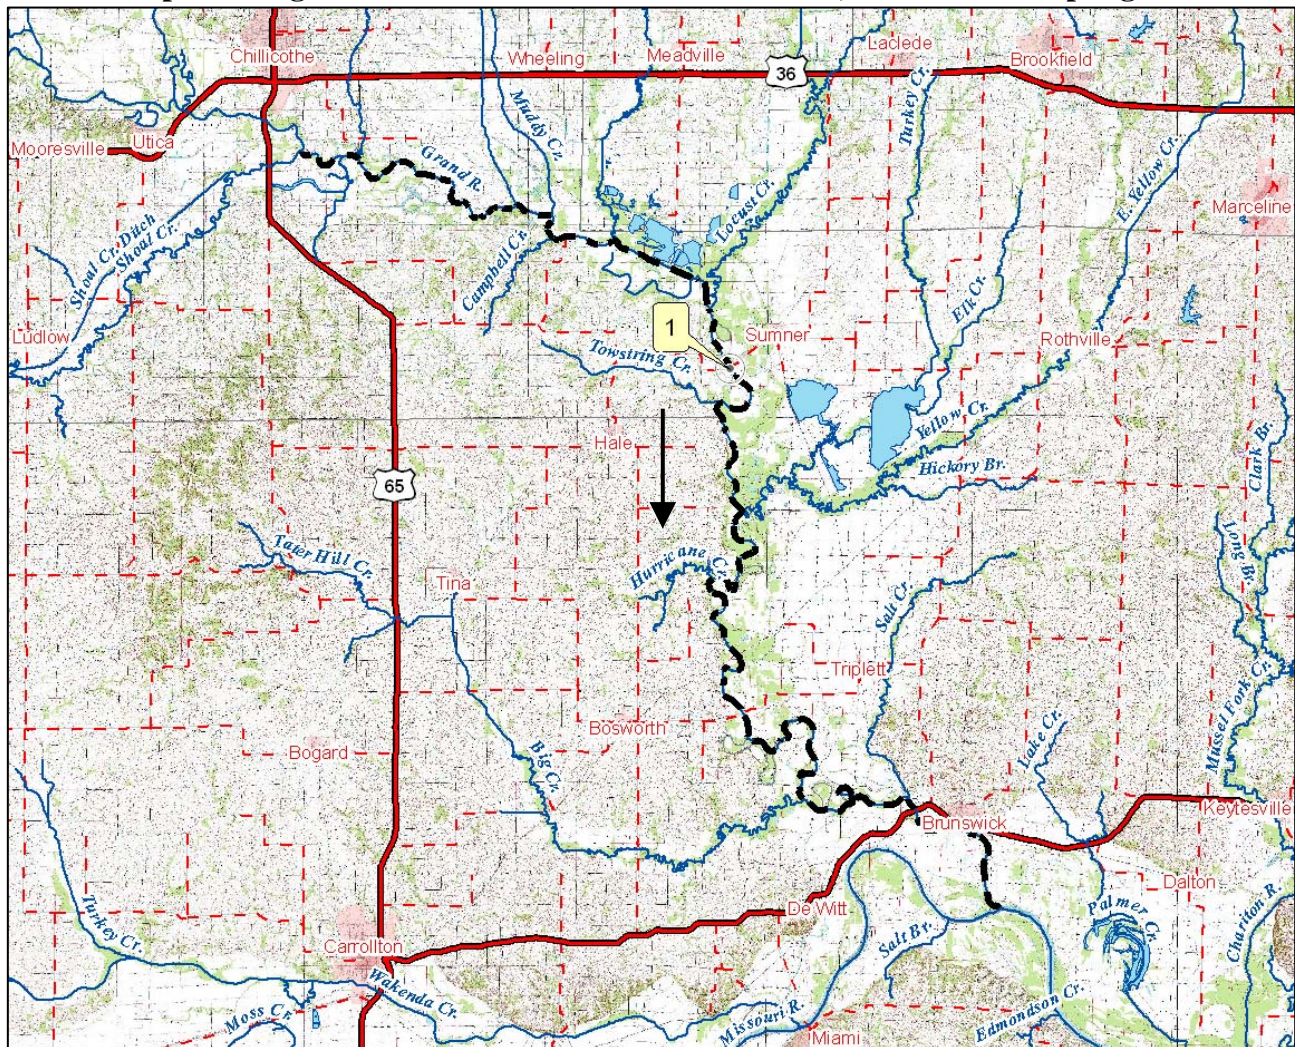 Chillicothe
Wheeling
Meadville
Laclede
Brookfield
36
Mooresville
Utica
Muddy Cr.
Turkey Cr.
Grand R.
E. Yellow Cr.
Marceline
Locust Cr.
Shoal Cr. Ditch
Shoal Cr.
Campbell Cr.
Elk Cr.
1
Sumner
Ludlow
Rothville
Towstring Cr.
Yellow Cr.
Hale
Hickory Br.
Clark Br.
65
Long Br.
Tater Hill Cr.
Hurricane Cr.
Tina
Salt Cr.
Triplett
Mussel Fork Cr.
Bosworth
Bogard
Big Cr.
Lake Cr.
Keytesville
Brunswick
Dalton
De Witt
Palmer Cr.
Turkey Cr.
Carrollton
Salt Br.
Chariton R.
Wakenda Cr.
Moss Cr.
Missouri R.
Edmondson Cr.
Miami